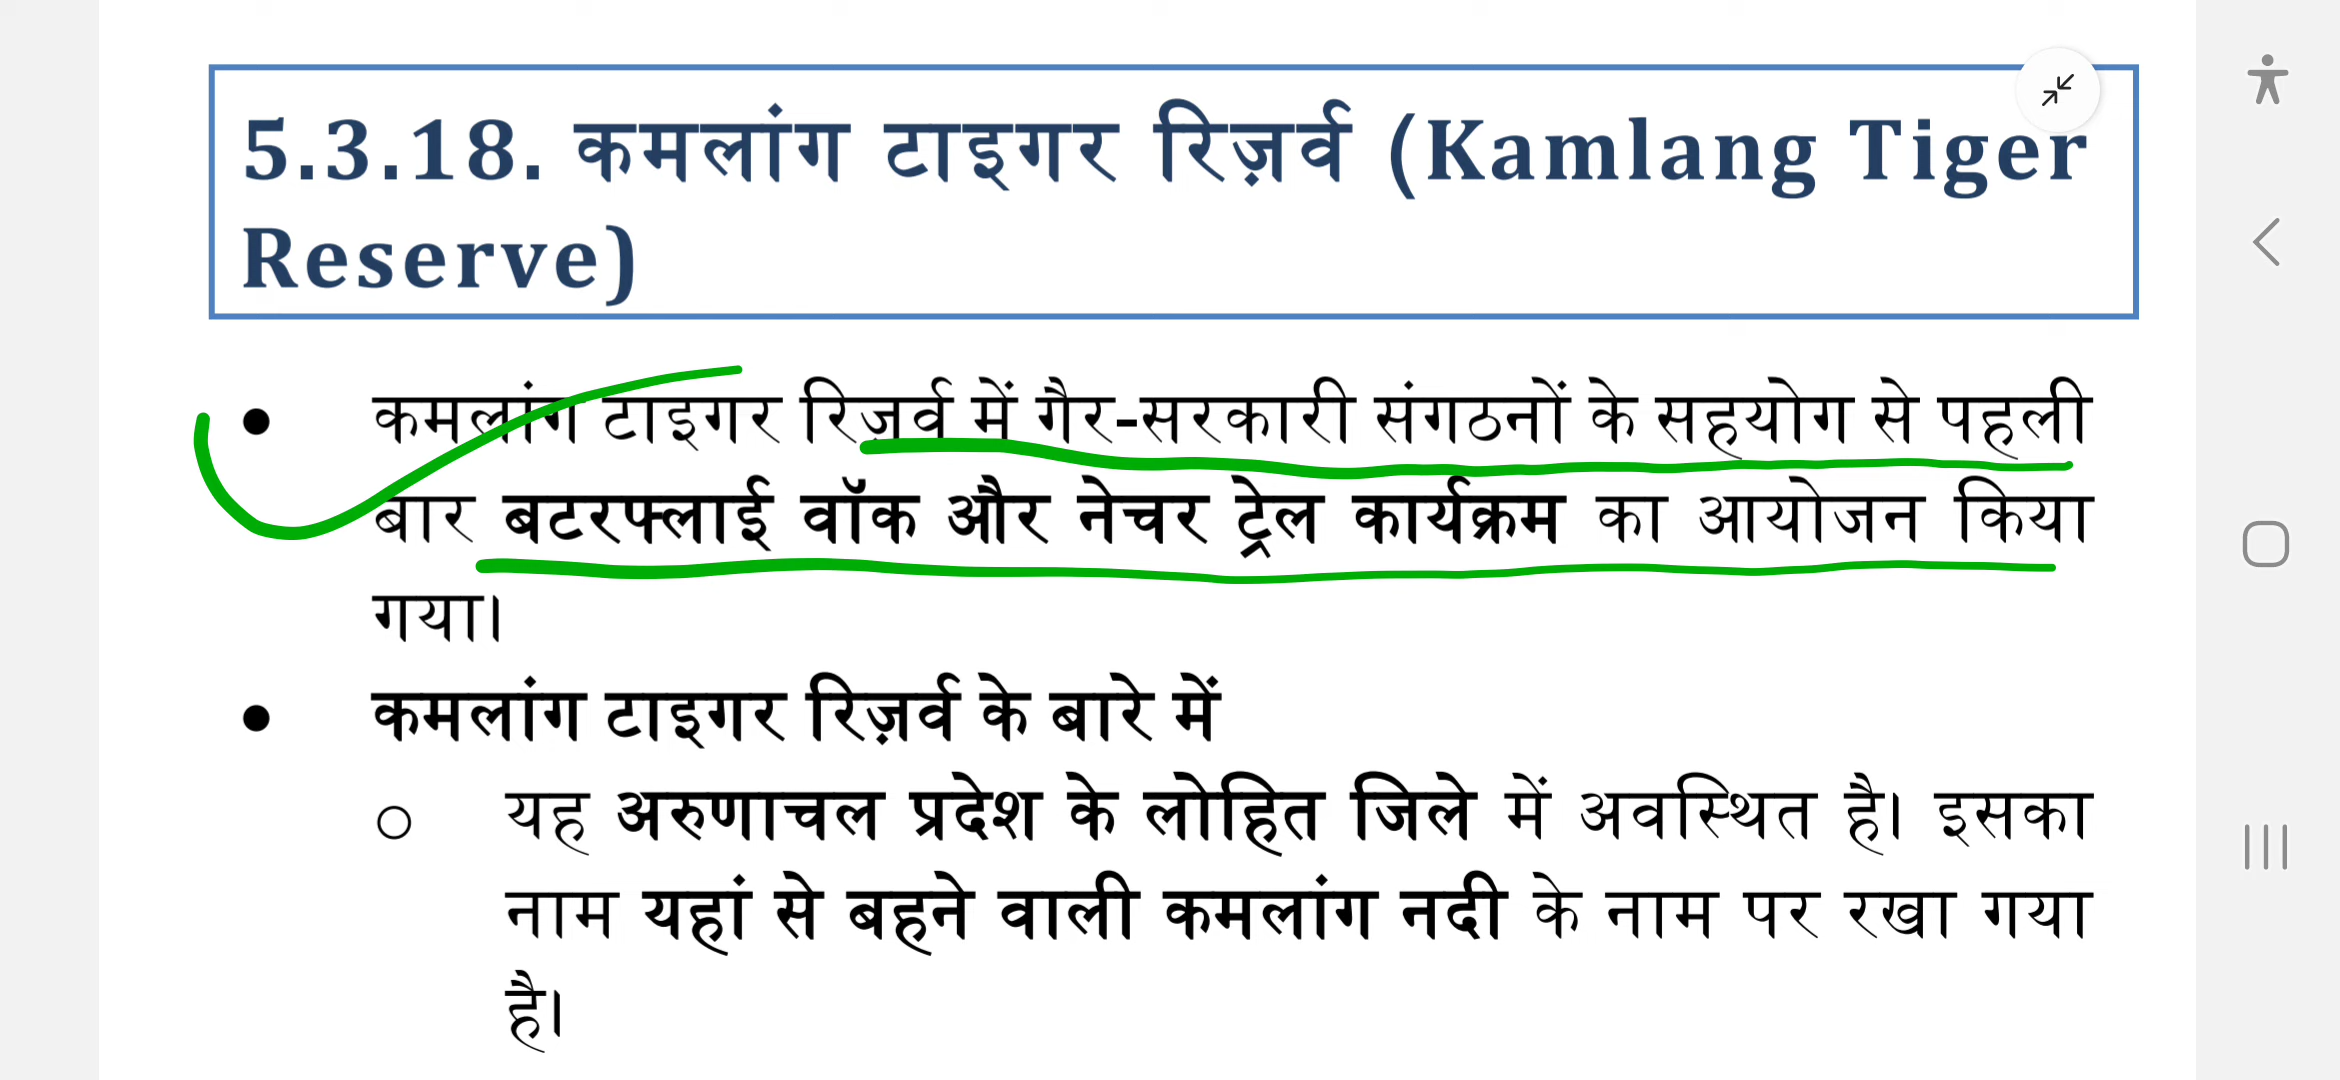 5.3.18. कमलांग टाइगर रिज़र्व (Kamlang Tiger
Reserve)
कमलांग टाइगर रिज़र्व में गैर-सरकारी संगठनों के सहयोग से पहली
बार बटरफ्लाई वॉक और नेचर ट्रेल कार्यक्रम का आयोजन किया
गया।
कमलांग टाइगर रिज़र्व के बारे में
यह अरुणाचल प्रदेश के लोहित जिले में अवस्थित है। इसका
नाम यहां से बहने वाली कमलांग नदी के नाम पर रखा गया
है।